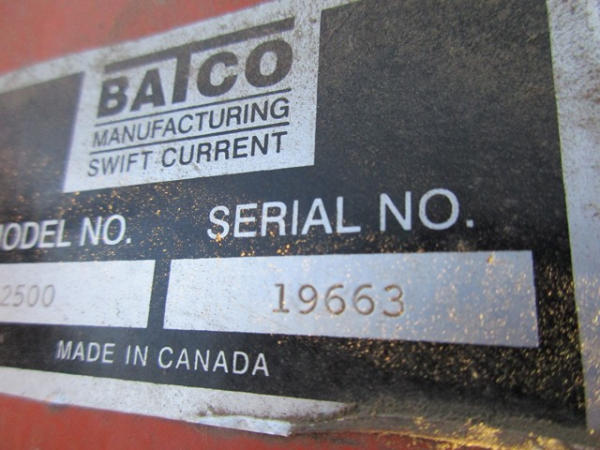 BATCO
MANUFACTURING
SWIFT CURRENT
MODEL NO. SERIAL NO.
2500 19663
MADE IN CANADA